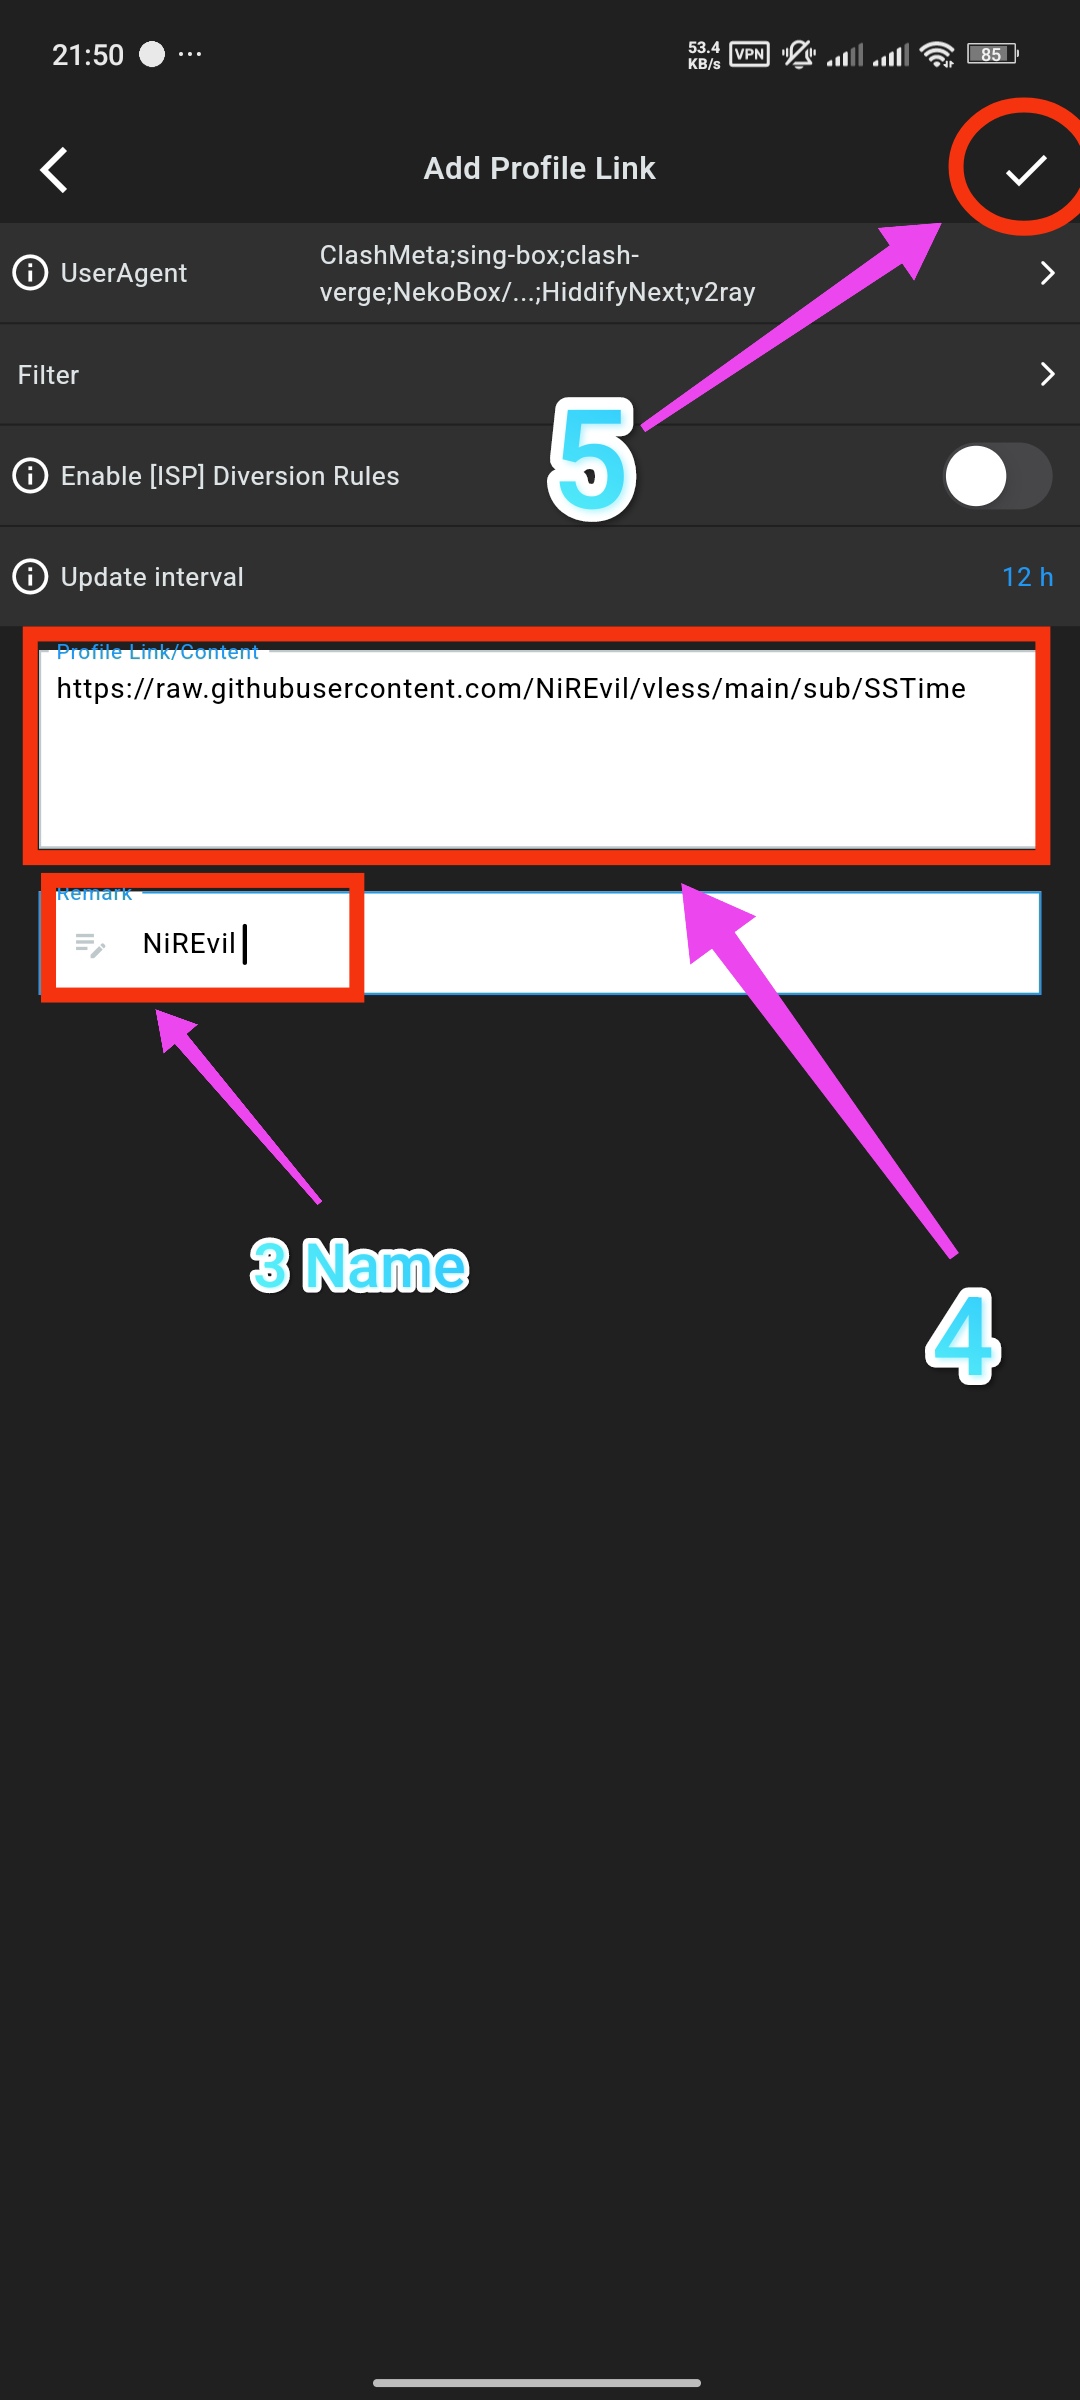 21:50
53.4
KB/s
VPN
85
Add Profile Link
UserAgent
ClashMeta;sing-box;clash-
verge;NekoBox/...;HiddifyNext;v2ray
Filter
5
Enable [ISP] Diversion Rules
Update interval
12 h
Profile Link/Content
https://raw.githubusercontent.com/NiREvil/vless/main/sub/SSTime
Remark
NiREvil
3 Name
4